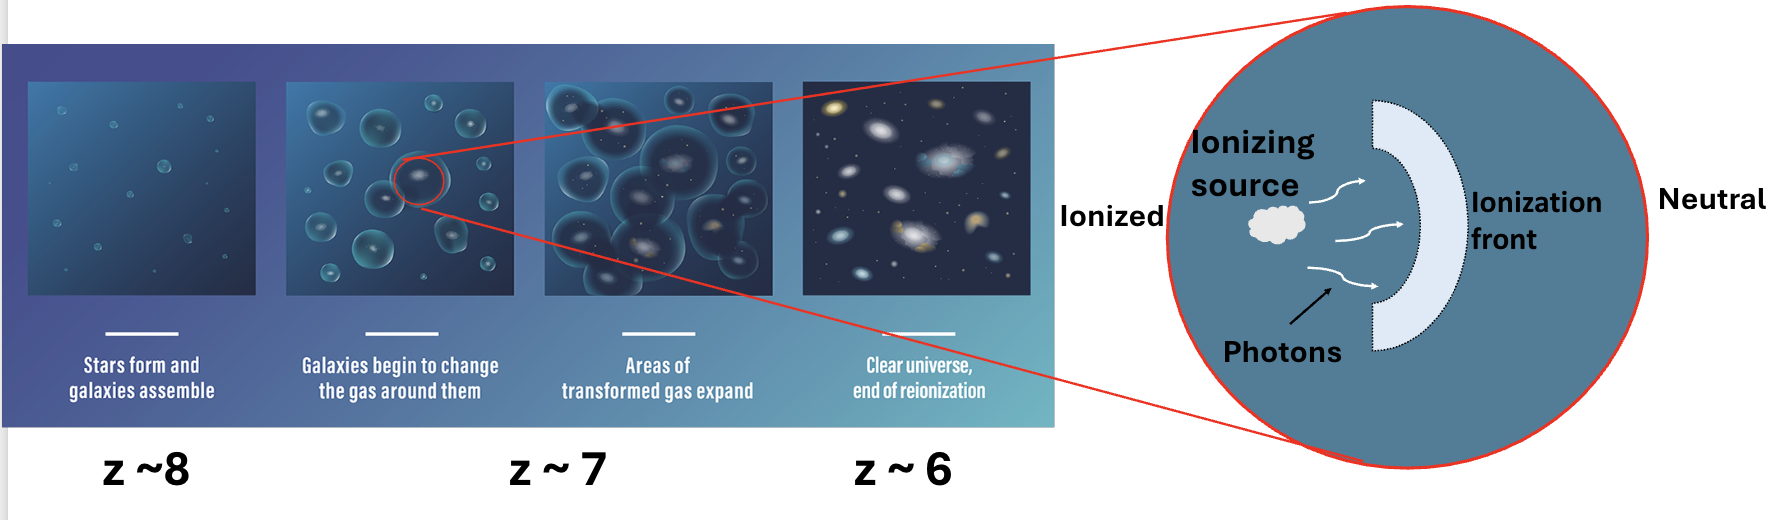 Stars form and
galaxies assemble
Galaxies begin to change
the gas around them
Areas of
transformed gas expand
Clear universe,
end of reionization
z ~8
z ~ 7
z ~ 6
Ionized
Ionizing
source
Photons
Ionization
front
Neutral